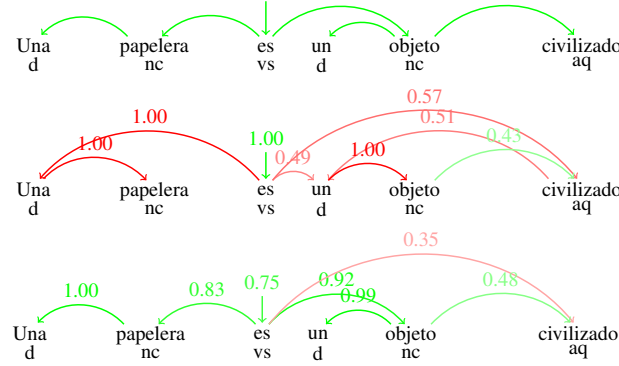 Una papelera es un objeto civilizado
d nc vs d nc aq
0.57
1.00 0.51
1.00 1.00 0.49 1.00 0.43
Una papelera es un objeto civilizado
d nc vs d nc aq
0.35
1.00 0.83 0.75 0.92 0.48
0.99
Una papelera es un objeto civilizado
d nc vs d nc aq